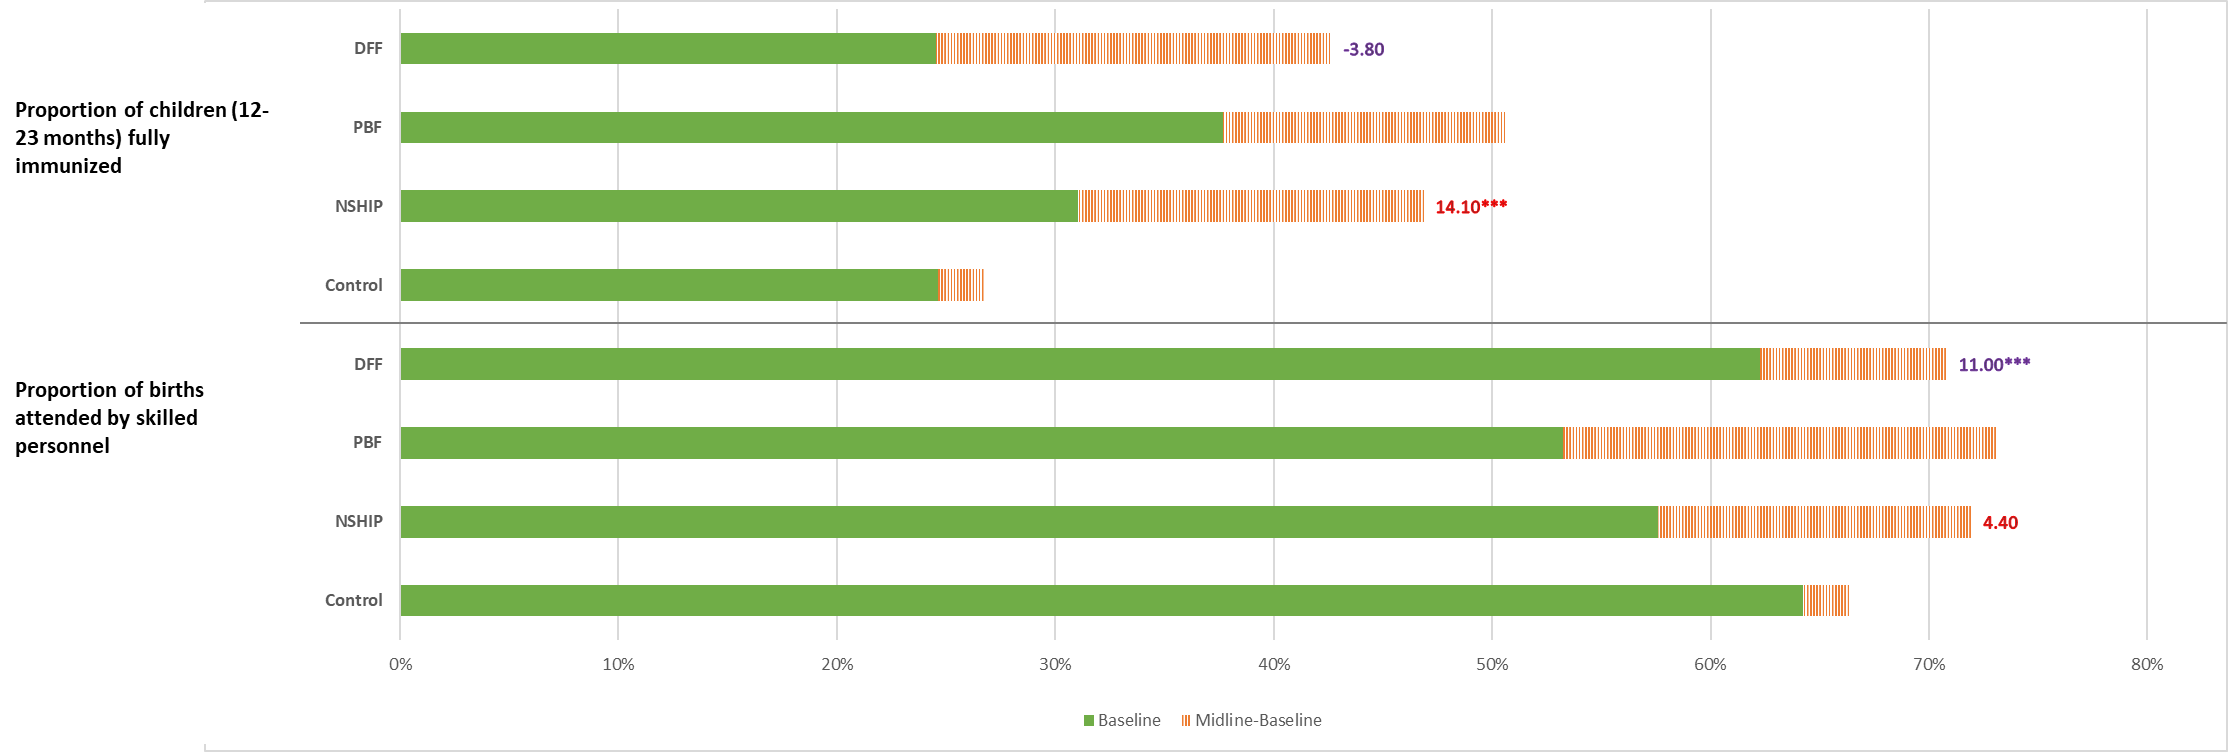 Proportion of children (12-
23 months) fully
immunized
DFF
-3.80
PBF
NSHIP
14.10***
Control
Proportion of births
attended by skilled
personnel
DFF
11.00***
PBF
NSHIP
4.40
Control
0% 10% 20% 30% 40% 50% 60% 70% 80%
Baseline Midline-Baseline